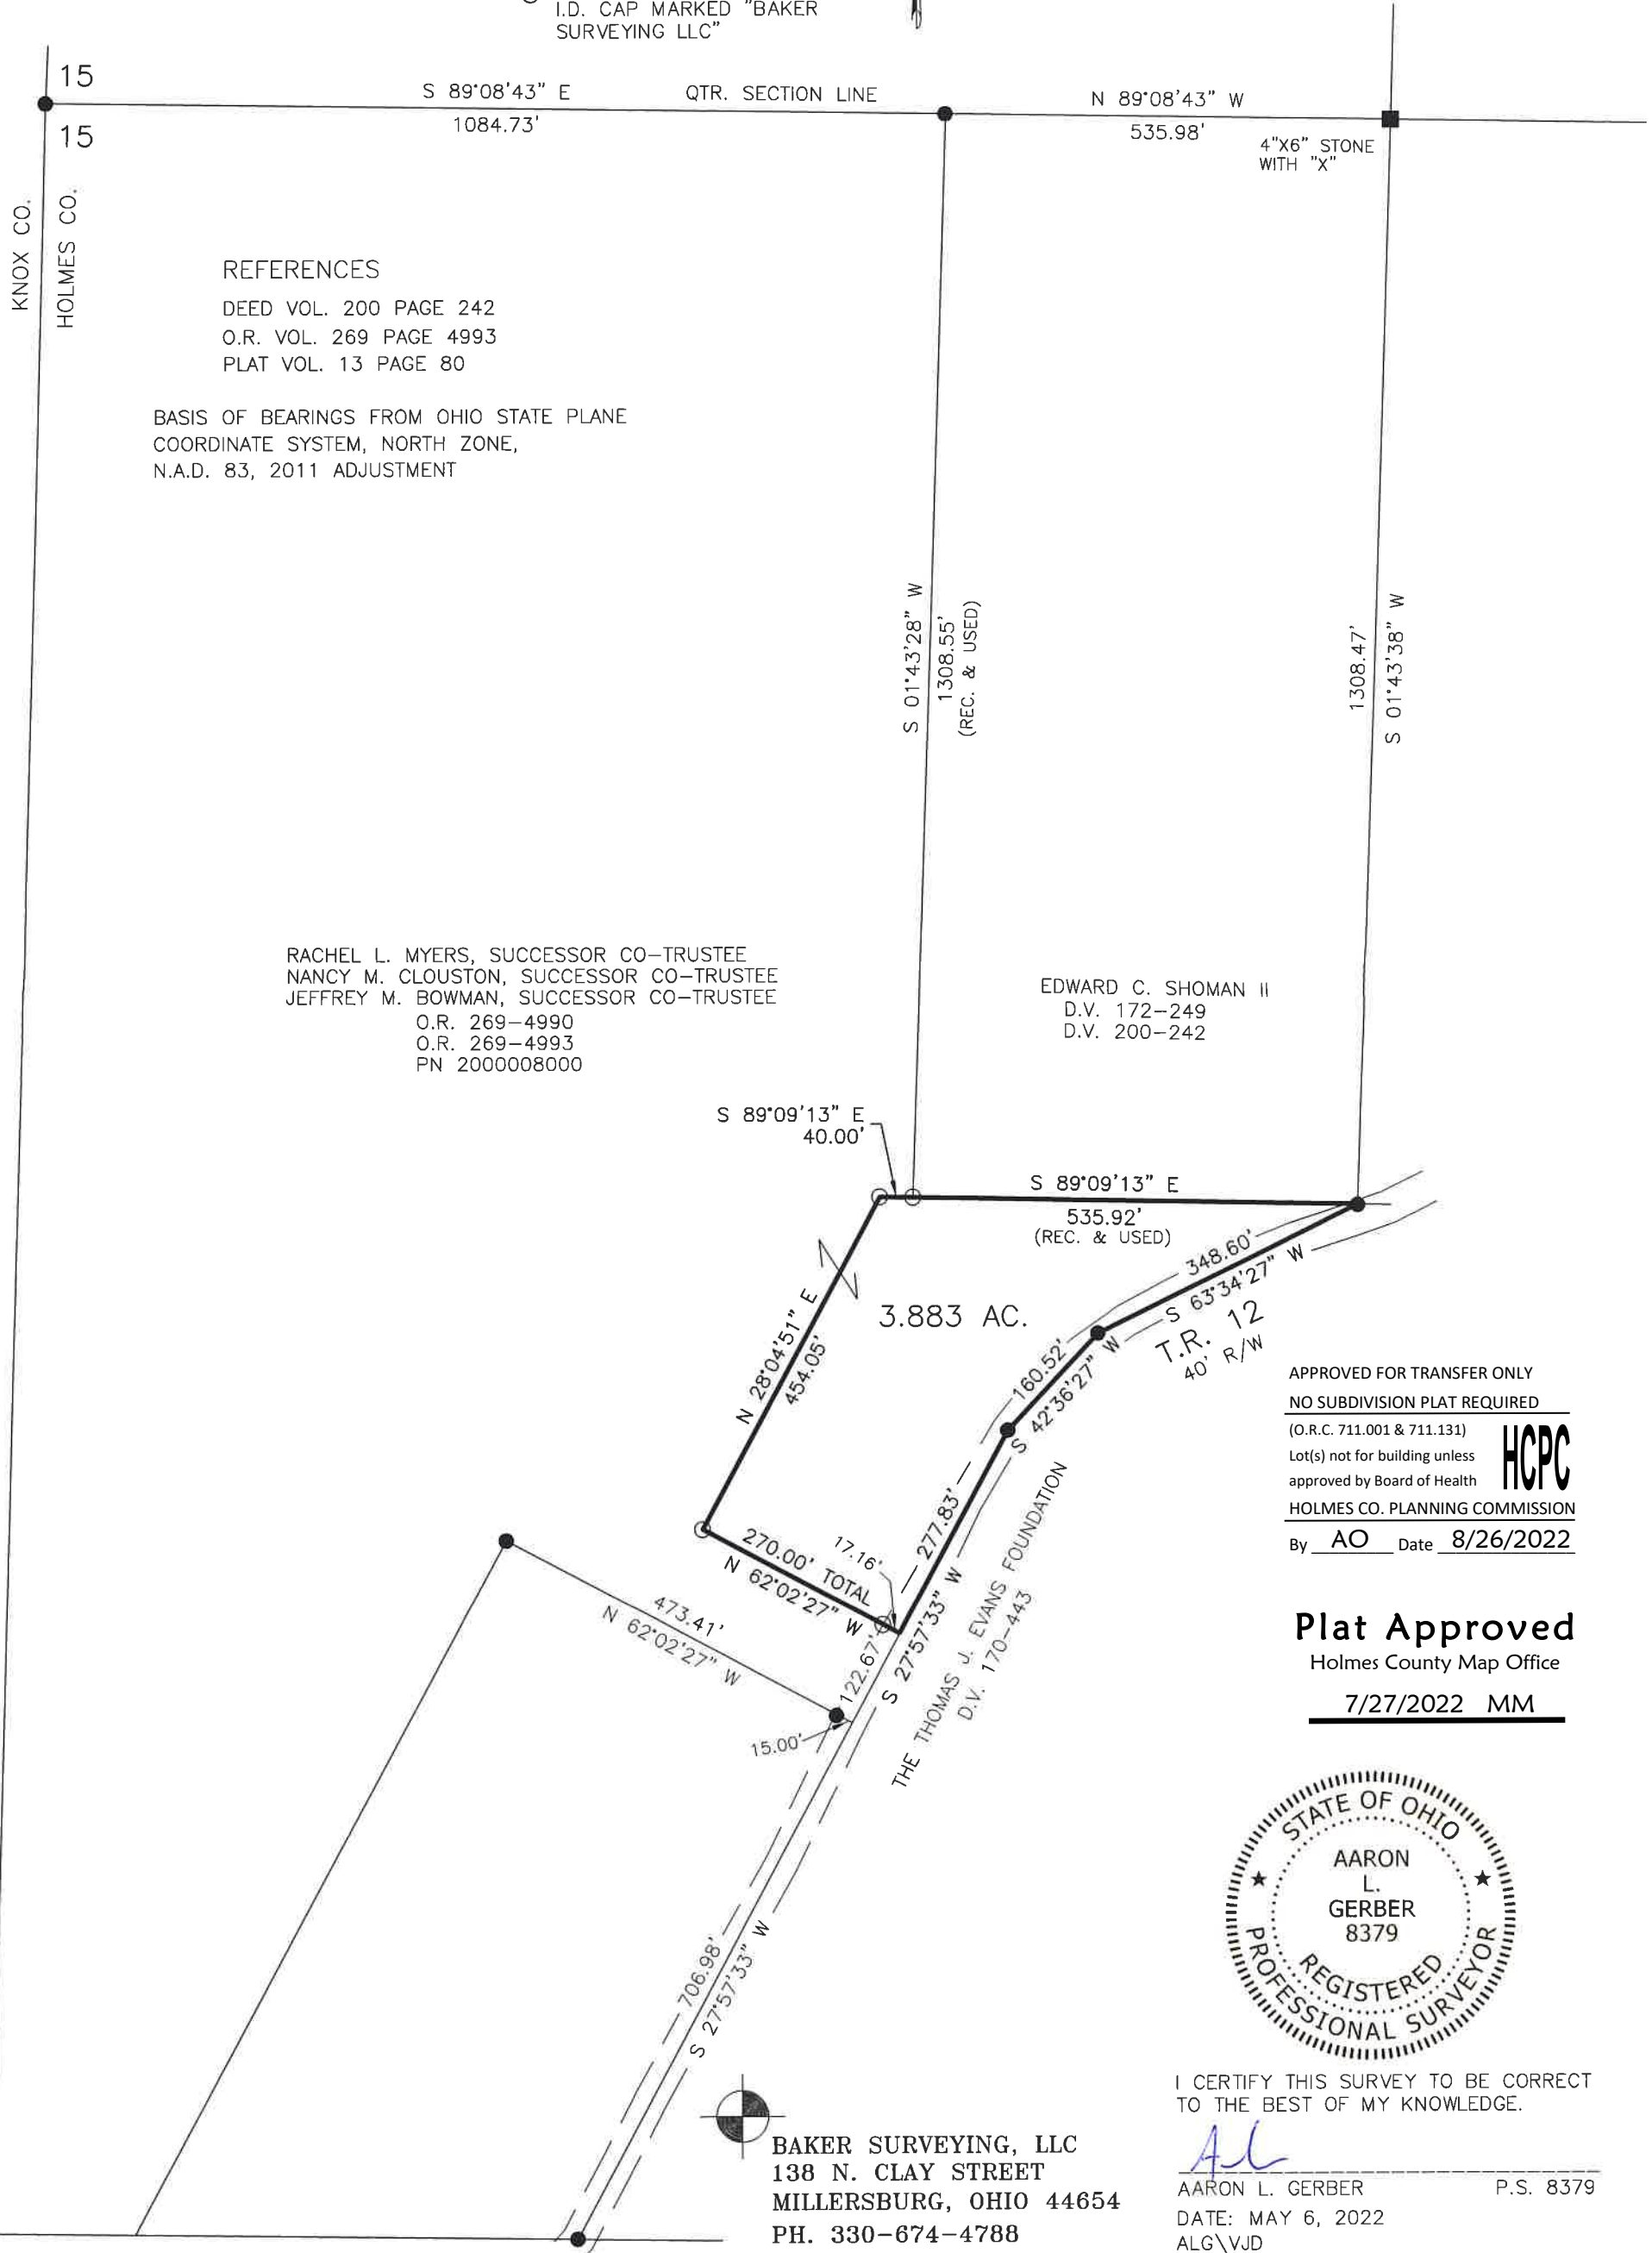 I.D. CAP MARKED "BAKER
SURVEYING LLC"
15
15
S 89°08'43" E
QTR. SECTION LINE
1084.73'
N 89°08'43" W
535.98'
4"X6" STONE
WITH "X"
KNOX CO.
HOLMES CO.
REFERENCES
DEED VOL. 200 PAGE 242
O.R. VOL. 269 PAGE 4993
PLAT VOL. 13 PAGE 80
BASIS OF BEARINGS FROM OHIO STATE PLANE
COORDINATE SYSTEM, NORTH ZONE,
N.A.D. 83, 2011 ADJUSTMENT
S 01°43'28" W
1308.55'
(REC. & USED)
1308.47'
S 01°43'38" W
RACHEL L. MYERS, SUCCESSOR CO-TRUSTEE
NANCY M. CLOUSTON, SUCCESSOR CO-TRUSTEE
JEFFREY M. BOWMAN, SUCCESSOR CO-TRUSTEE
O.R. 269-4990
O.R. 269-4993
PN 2000008000
EDWARD C. SHOMAN II
D.V. 172-249
D.V. 200-242
S 89°09'13" E
40.00'
S 89°09'13" E
535.92'
(REC. & USED)
348.60'
S 63°34'27" W
T.R. 12
40' R/W
3.883 AC.
N 28°04'51" E
454.05'
160.52'
S 42°36'27" W
277.83'
S 27°57'33" W
THE THOMAS J. EVANS FOUNDATION
D.V. 170-443
17.16'
270.00' TOTAL
N 62°02'27" W
473.41'
N 62°02'27" W
122.67'
15.00'
706.98'
S 27°57'33" W
APPROVED FOR TRANSFER ONLY
NO SUBDIVISION PLAT REQUIRED
(O.R.C. 711.001 & 711.131)
Lot(s) not for building unless
approved by Board of Health
HCPC
HOLMES CO. PLANNING COMMISSION
By AO Date 8/26/2022
Plat Approved
Holmes County Map Office
7/27/2022 MM
STATE OF OHIO
AARON
L.
GERBER
8379
REGISTERED
PROFESSIONAL SURVEYOR
I CERTIFY THIS SURVEY TO BE CORRECT
TO THE BEST OF MY KNOWLEDGE.
AARON L. GERBER P.S. 8379
DATE: MAY 6, 2022
ALG\VJD
BAKER SURVEYING, LLC
138 N. CLAY STREET
MILLERSBURG, OHIO 44654
PH. 330-674-4788